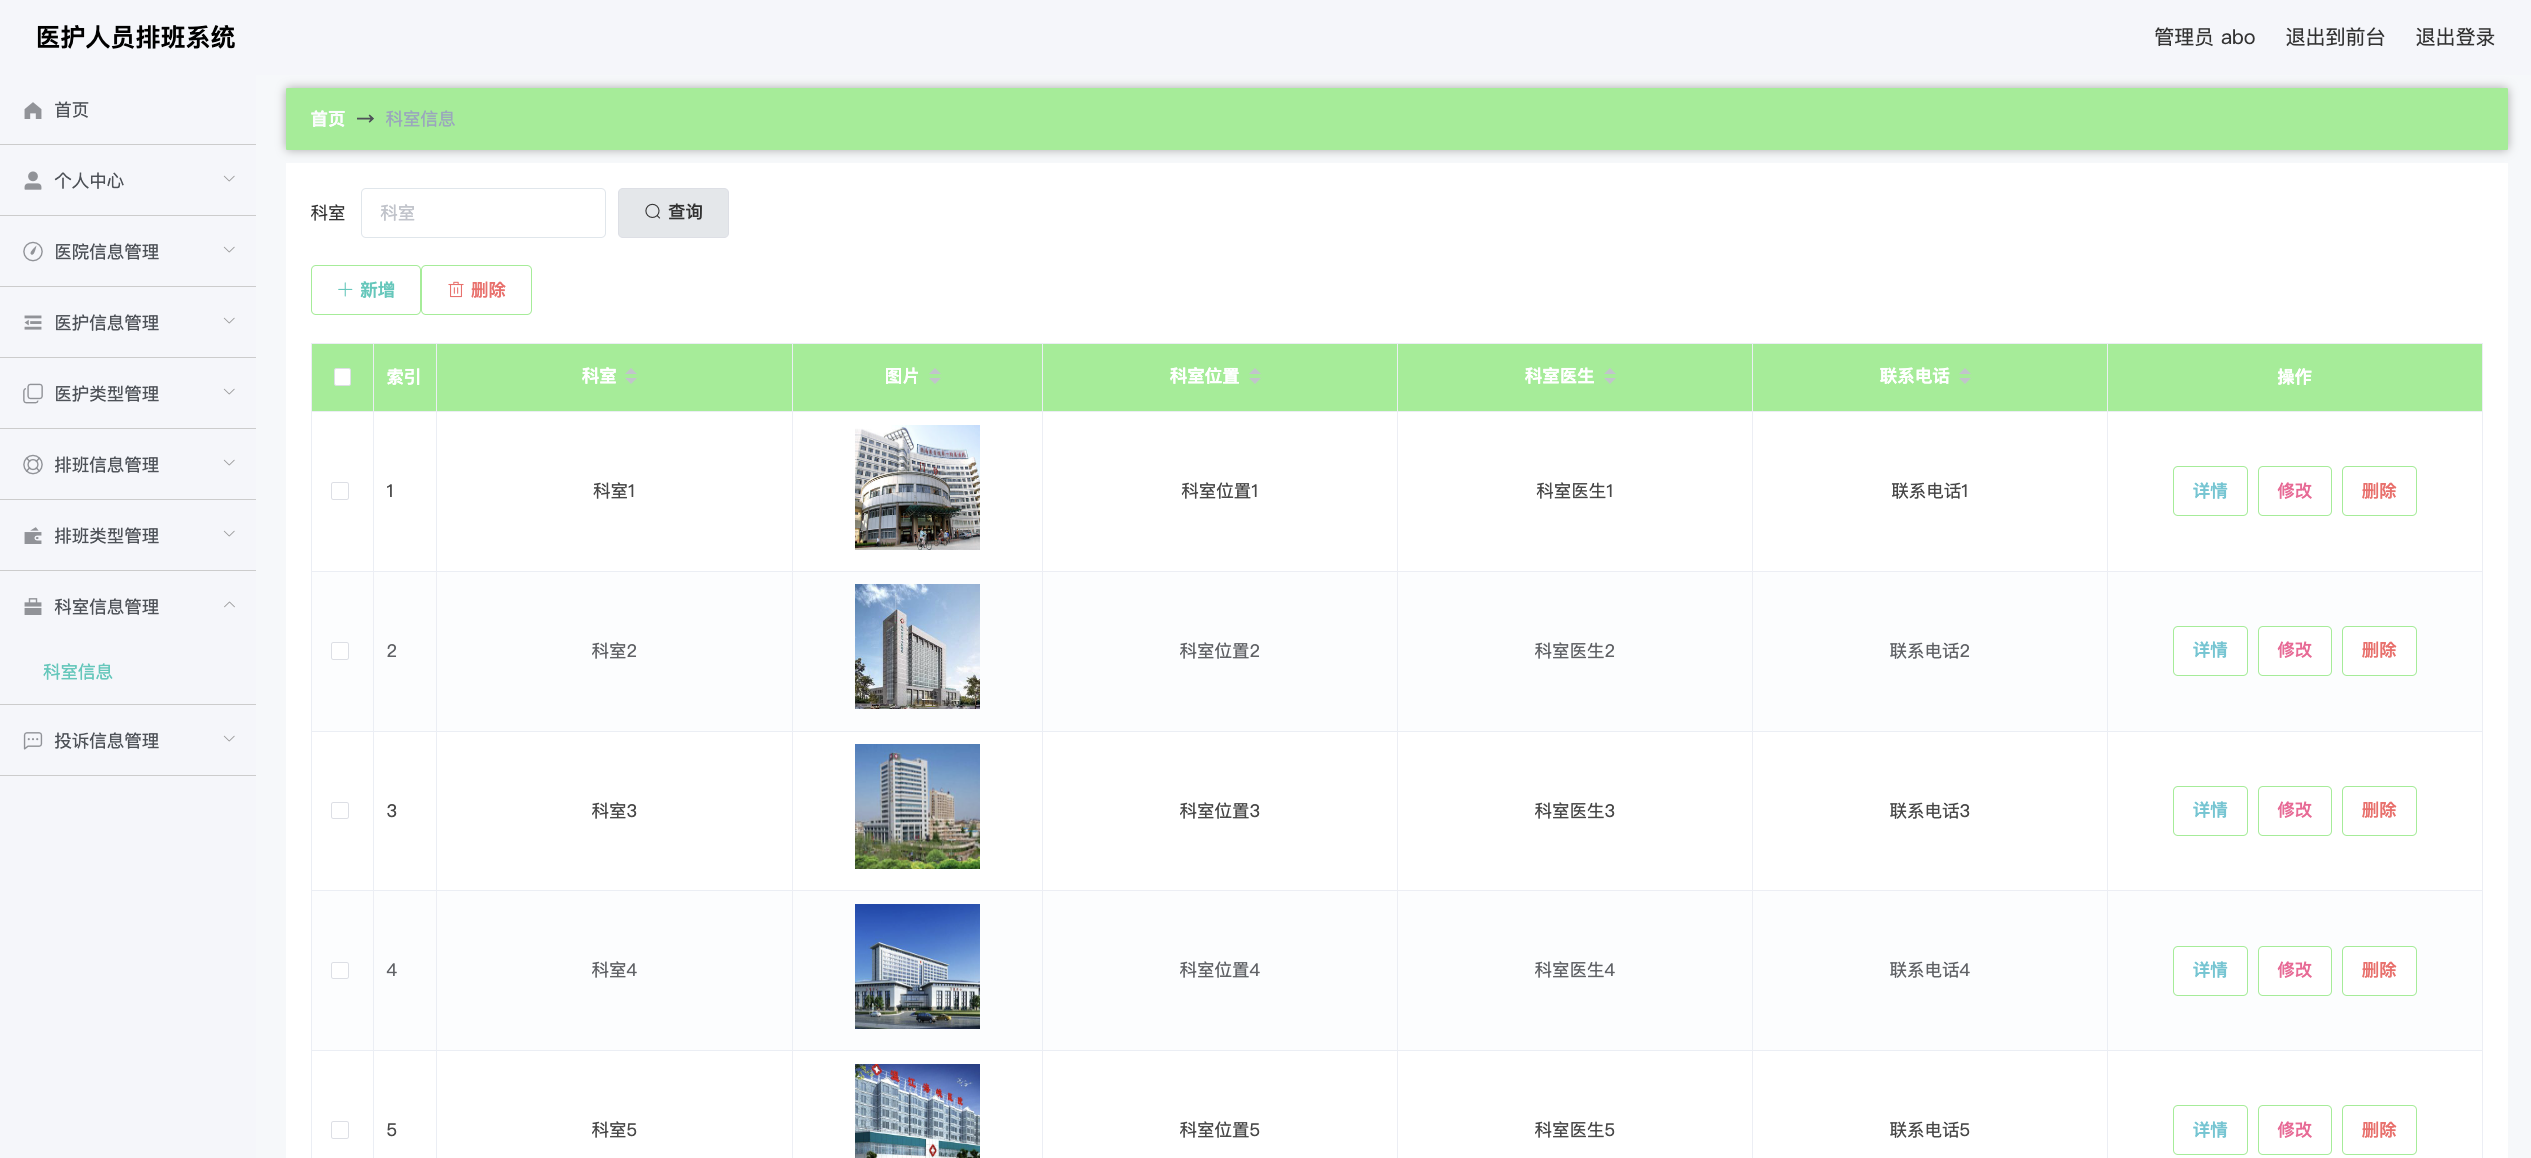 医护人员排班系统
管理员 abo 退出到前台 退出登录
首页
个人中心
医院信息管理
医护信息管理
医护类型管理
排班信息管理
排班类型管理
科室信息管理
科室信息
投诉信息管理
首页 → 科室信息
科室 科室 查询
新增 删除
索引 科室 图片 科室位置 科室医生 联系电话 操作
1 科室1 科室位置1 科室医生1 联系电话1 详情 修改 删除
2 科室2 科室位置2 科室医生2 联系电话2 详情 修改 删除
3 科室3 科室位置3 科室医生3 联系电话3 详情 修改 删除
4 科室4 科室位置4 科室医生4 联系电话4 详情 修改 删除
5 科室5 科室位置5 科室医生5 联系电话5 详情 修改 删除